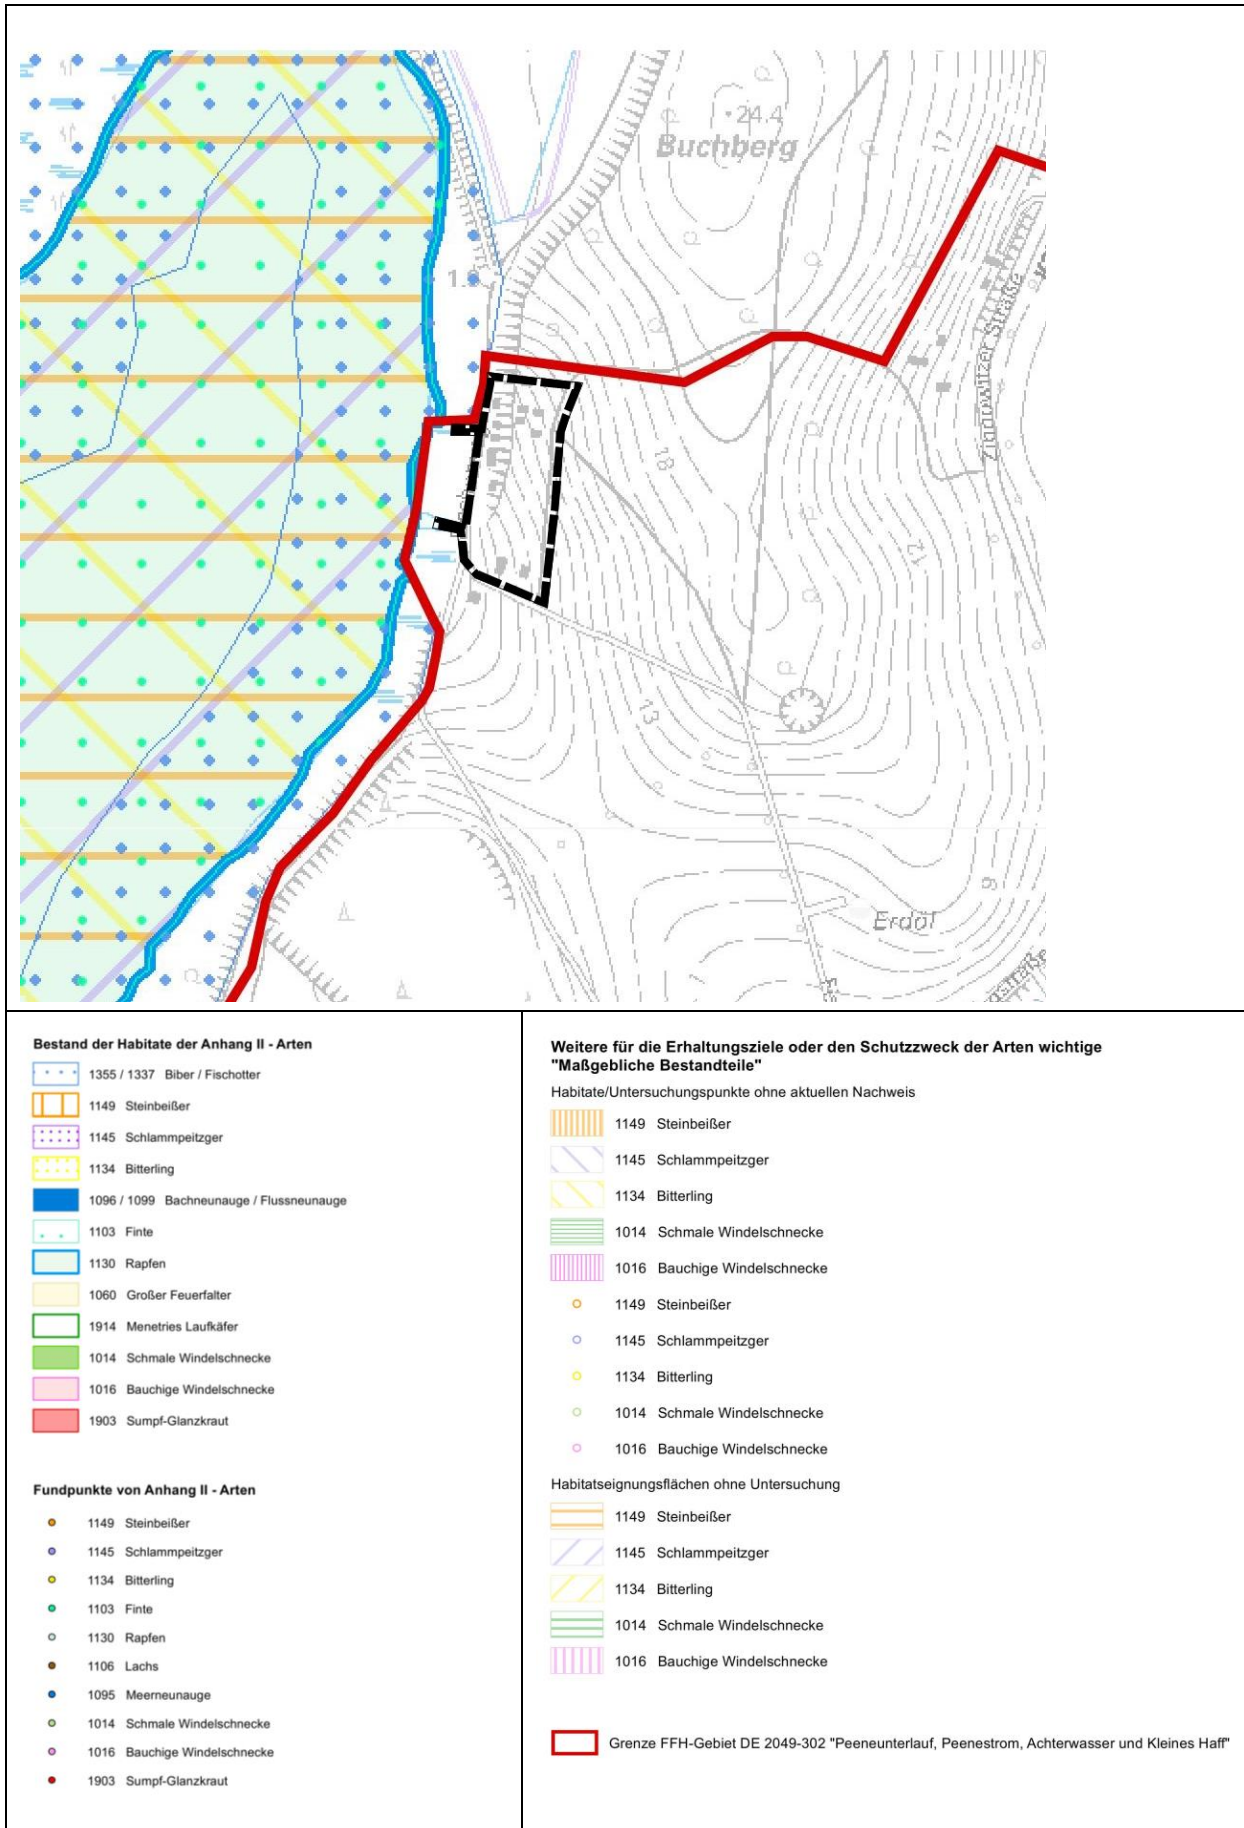 24.4
Buchberg
17
Zinnowitzer Straße
18
12
13
9
Erdöl
Bestand der Habitate der Anhang II - Arten
1355 / 1337 Biber / Fischotter
1149 Steinbeißer
1145 Schlammpeitzger
1134 Bitterling
1096 / 1099 Bachneunauge / Flussneunauge
1103 Finte
1130 Rapfen
1060 Großer Feuerfalter
1914 Menetries Laufkäfer
1014 Schmale Windelschnecke
1016 Bauchige Windelschnecke
1903 Sumpf-Glanzkraut
Fundpunkte von Anhang II - Arten
1149 Steinbeißer
1145 Schlammpeitzger
1134 Bitterling
1103 Finte
1130 Rapfen
1106 Lachs
1095 Meerneunauge
1014 Schmale Windelschnecke
1016 Bauchige Windelschnecke
1903 Sumpf-Glanzkraut
Weitere für die Erhaltungsziele oder den Schutzzweck der Arten wichtige
"Maßgebliche Bestandteile"
Habitate/Untersuchungspunkte ohne aktuellen Nachweis
1149 Steinbeißer
1145 Schlammpeitzger
1134 Bitterling
1014 Schmale Windelschnecke
1016 Bauchige Windelschnecke
1149 Steinbeißer
1145 Schlammpeitzger
1134 Bitterling
1014 Schmale Windelschnecke
1016 Bauchige Windelschnecke
Habitatseignungsflächen ohne Untersuchung
1149 Steinbeißer
1145 Schlammpeitzger
1134 Bitterling
1014 Schmale Windelschnecke
1016 Bauchige Windelschnecke
Grenze FFH-Gebiet DE 2049-302 "Peeneunterlauf, Peenestrom, Achterwasser und Kleines Haff"